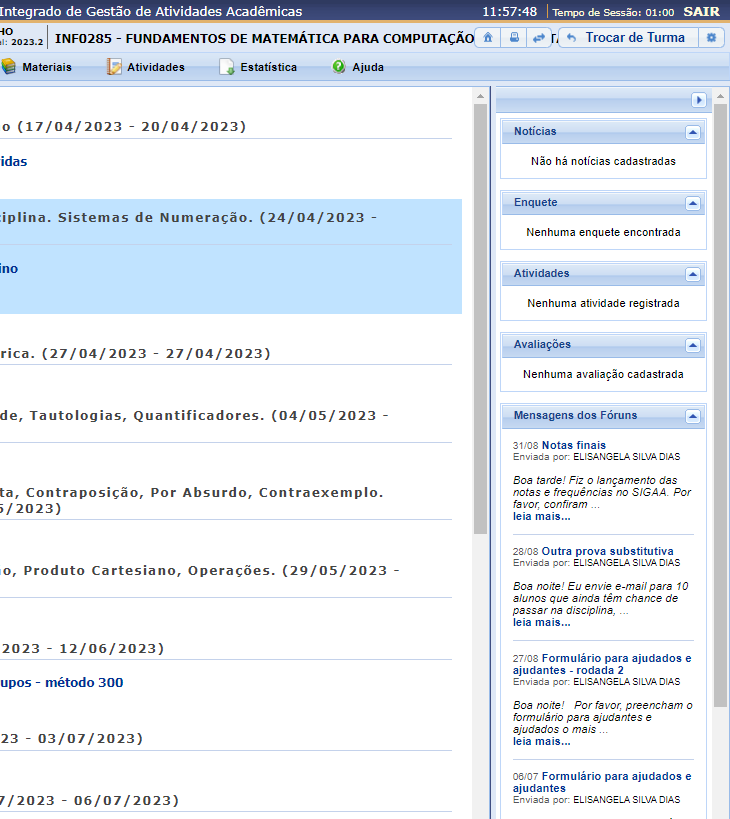 Integrado de Gestão de Atividades Acadêmicas 11:57:48 Tempo de Sessão: 01:00 SAIR
2023.2 INF0285 - FUNDAMENTOS DE MATEMÁTICA PARA COMPUTAÇÃO Trocar de Turma
Materiais Atividades Estatística Ajuda
o (17/04/2023 - 20/04/2023)
idas
iplina. Sistemas de Numeração. (24/04/2023 -
ino
rica. (27/04/2023 - 27/04/2023)
de, Tautologias, Quantificadores. (04/05/2023 -
ta, Contraposição, Por Absurdo, Contraexemplo.
5/2023)
o, Produto Cartesiano, Operações. (29/05/2023 -
2023 - 12/06/2023)
upos - método 300
23 - 03/07/2023)
7/2023 - 06/07/2023)
Notícias
Não há notícias cadastradas
Enquete
Nenhuma enquete encontrada
Atividades
Nenhuma atividade registrada
Avaliações
Nenhuma avaliação cadastrada
Mensagens dos Fóruns
31/08 Notas finais
Enviada por: ELISANGELA SILVA DIAS
Boa tarde! Fiz o lançamento das
notas e frequências no SIGAA. Por
favor, confiram ...
leia mais...
28/08 Outra prova substitutiva
Enviada por: ELISANGELA SILVA DIAS
Boa noite! Eu envie e-mail para 10
alunos que ainda têm chance de
passar na disciplina, ...
leia mais...
27/08 Formulário para ajudados e
ajudantes - rodada 2
Enviada por: ELISANGELA SILVA DIAS
Boa noite! Por favor, preencham o
formulário para ajudantes e
ajudados o mais ...
leia mais...
06/07 Formulário para ajudados e
ajudantes
Enviada por: ELISANGELA SILVA DIAS